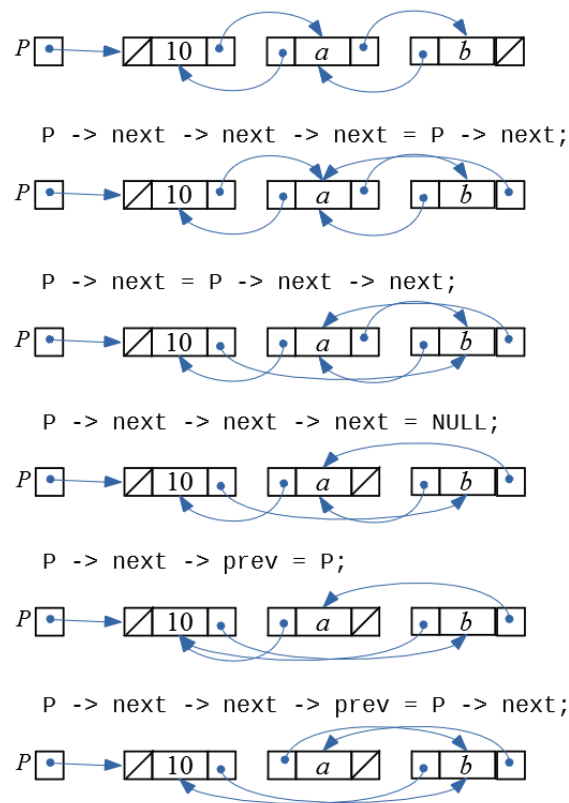 P 10 a b
P -> next -> next -> next = P -> next;
P 10 a b
P -> next = P -> next -> next;
P 10 a b
P -> next -> next -> next = NULL;
P 10 a b
P -> next -> prev = P;
P 10 a b
P -> next -> next -> prev = P -> next;
P 10 a b